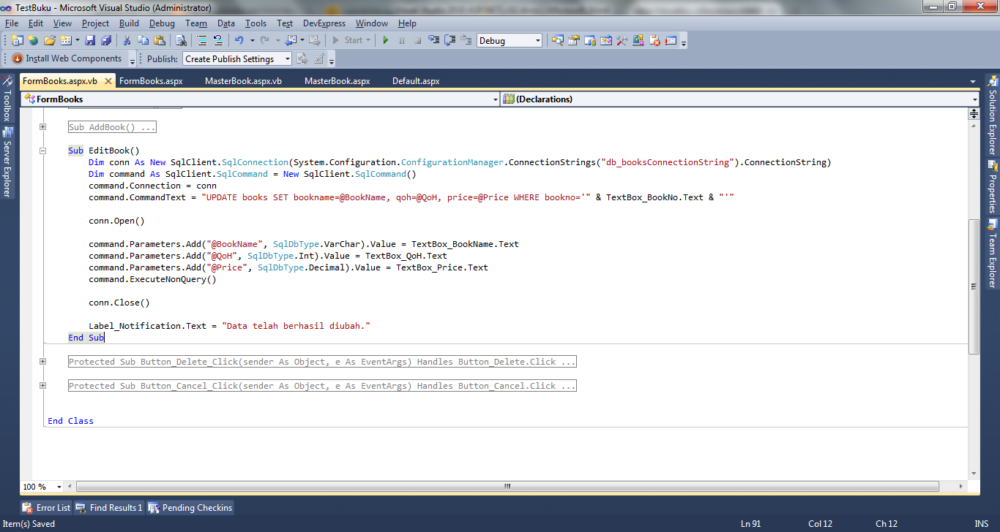 TestBuku - Microsoft Visual Studio (Administrator)
File Edit View Project Build Debug Team Data Tools Test DevExpress Window Help
Start Debug
Install Web Components Publish: Create Publish Settings
FormBooks.aspx.vb FormBooks.aspx MasterBook.aspx.vb MasterBook.aspx Default.aspx
FormBooks (Declarations)
Toolbox
Server Explorer
Sub AddBook() ...
Sub EditBook()
Dim conn As New SqlClient.SqlConnection(System.Configuration.ConfigurationManager.ConnectionStrings("db_booksConnectionString").ConnectionString)
Dim command As SqlClient.SqlCommand = New SqlClient.SqlCommand()
command.Connection = conn
command.CommandText = "UPDATE books SET bookname=@BookName, qoh=@QoH, price=@Price WHERE bookno='" & TextBox_BookNo.Text & "'"
conn.Open()
command.Parameters.Add("@BookName", SqlDbType.VarChar).Value = TextBox_BookName.Text
command.Parameters.Add("@QoH", SqlDbType.Int).Value = TextBox_QoH.Text
command.Parameters.Add("@Price", SqlDbType.Decimal).Value = TextBox_Price.Text
command.ExecuteNonQuery()
conn.Close()
Label_Notification.Text = "Data telah berhasil diubah."
End Sub
Protected Sub Button_Delete_Click(sender As Object, e As EventArgs) Handles Button_Delete.Click ...
Protected Sub Button_Cancel_Click(sender As Object, e As EventArgs) Handles Button_Cancel.Click ...
End Class
Solution Explorer
Properties
Team Explorer
100 %
Error List Find Results 1 Pending Checkins
Item(s) Saved Ln 91 Col 12 Ch 12 INS